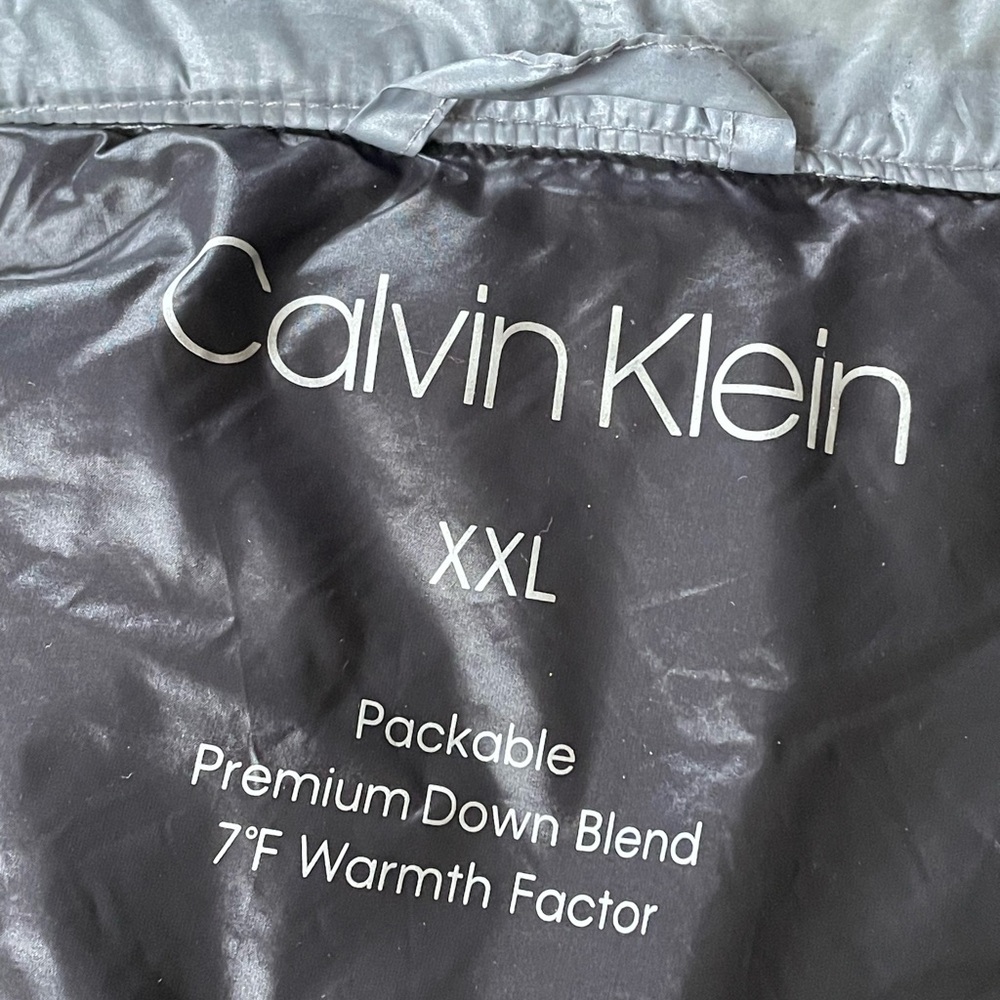 Calvin Klein
XXL
Packable
Premium Down Blend
7°F Warmth Factor